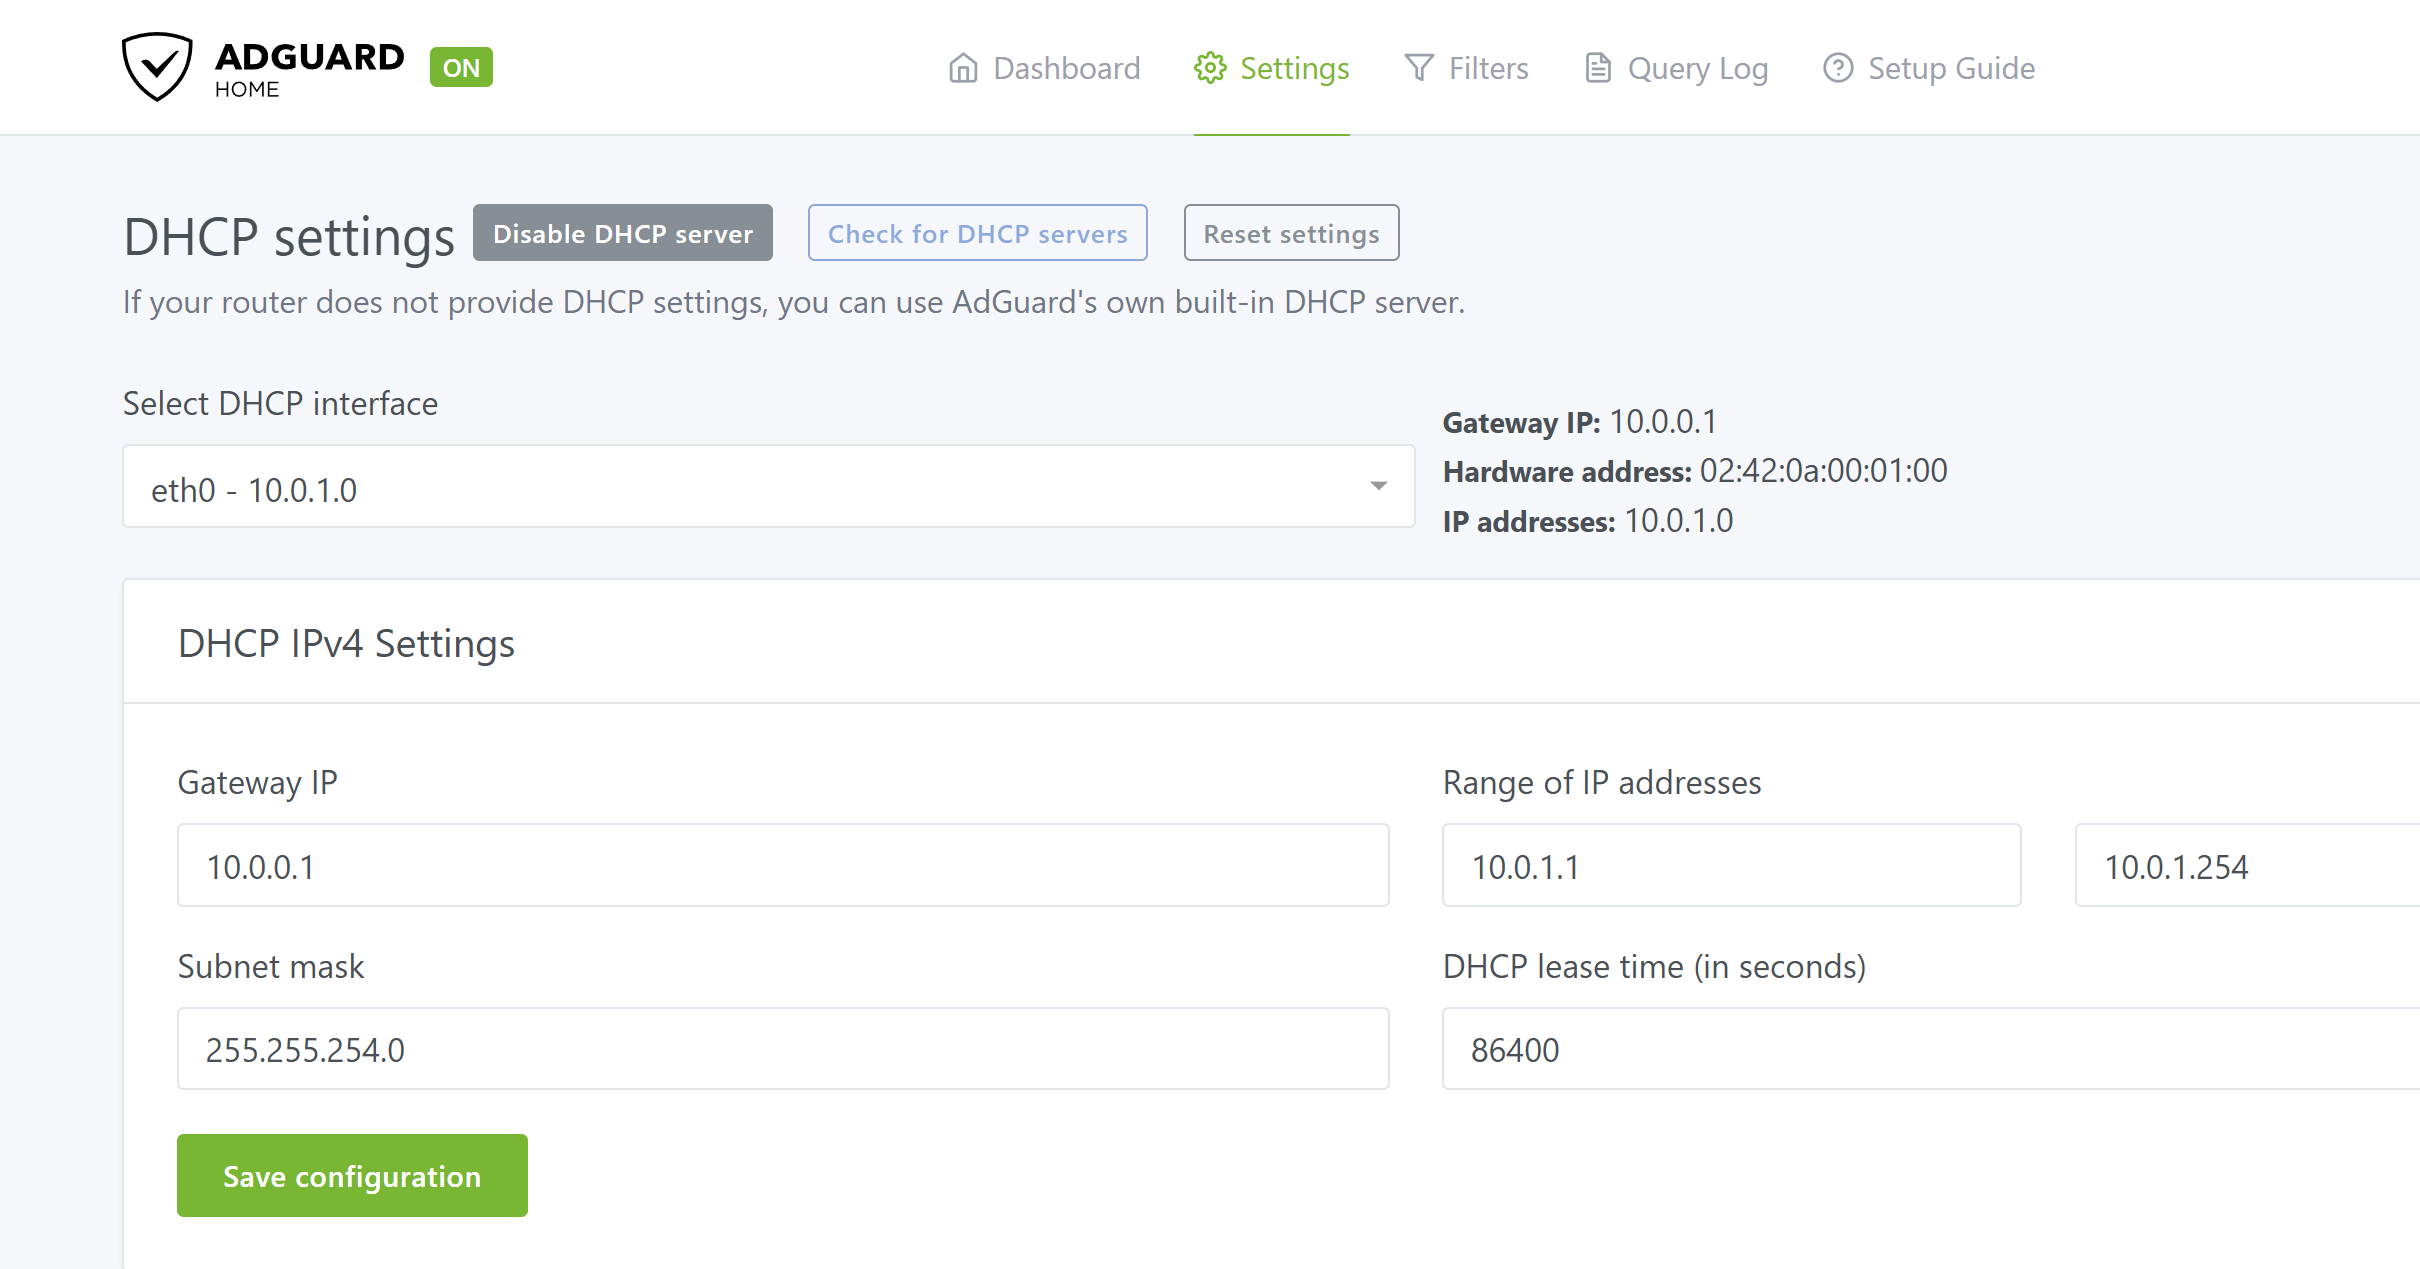 ADGUARD
HOME
ON
Dashboard
Settings
Filters
Query Log
Setup Guide
DHCP settings
Disable DHCP server
Check for DHCP servers
Reset settings
If your router does not provide DHCP settings, you can use AdGuard's own built-in DHCP server.
Select DHCP interface
eth0 - 10.0.1.0
Gateway IP: 10.0.0.1
Hardware address: 02:42:0a:00:01:00
IP addresses: 10.0.1.0
DHCP IPv4 Settings
Gateway IP
10.0.0.1
Range of IP addresses
10.0.1.1
10.0.1.254
Subnet mask
255.255.254.0
DHCP lease time (in seconds)
86400
Save configuration